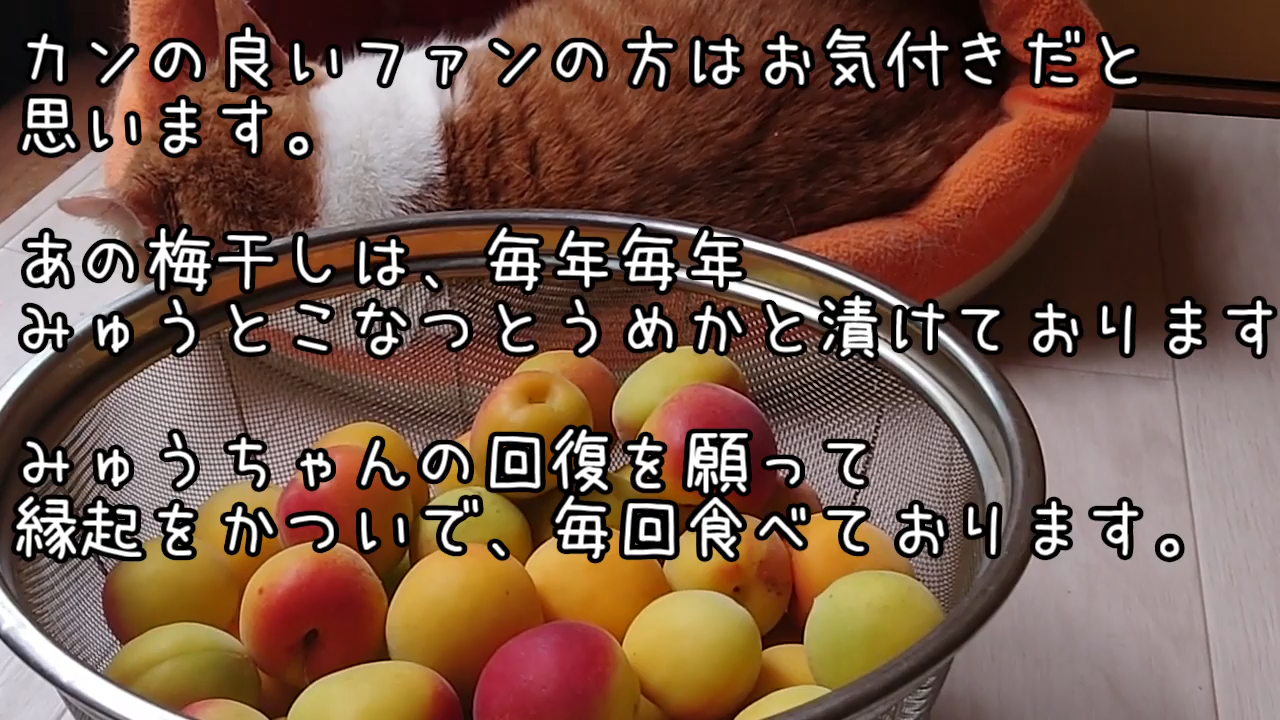 カンの良いファンの方はお気付きだと
思います。
あの梅干しは、毎年毎年
みゅうとこなつとうめかと漬けております
みゅうちゃんの回復を願って
縁起をかついで、毎回食べております。